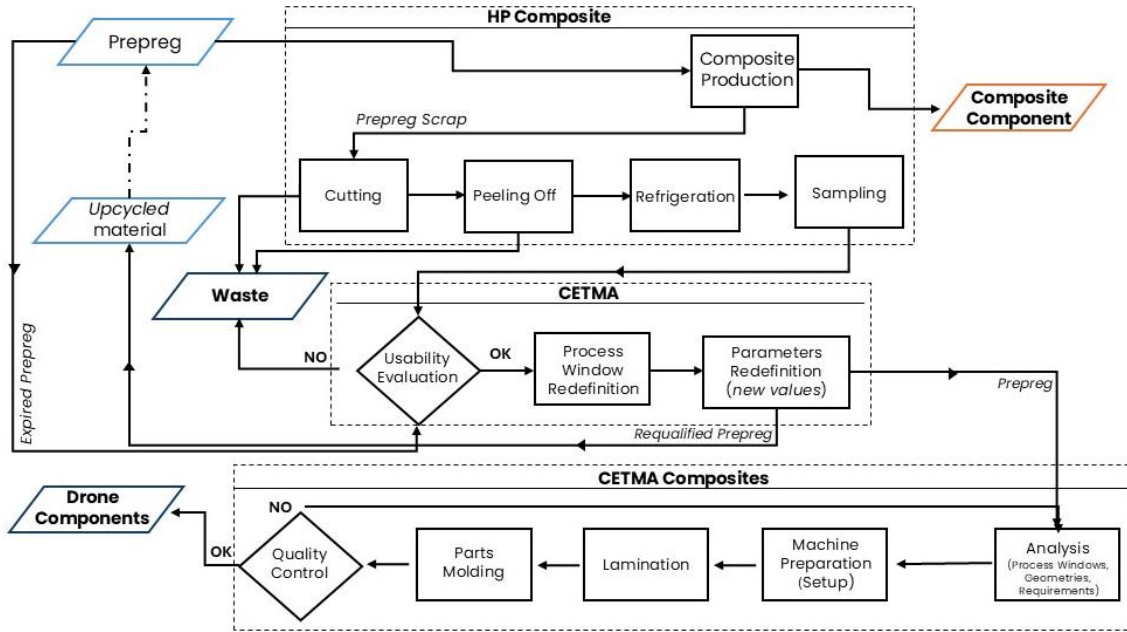 HP Composite
Prepreg
Composite
Production
Composite
Component
Prepreg Scrap
Cutting
Peeling Off
Refrigeration
Sampling
Upcycled
material
Waste
CETMA
NO
Usability
Evaluation
OK
Process
Window
Redefinition
Parameters
Redefinition
(new values)
Prepreg
Expired Prepreg
Requalified Prepreg
CETMA Composites
Drone
Components
NO
OK
Quality
Control
Parts
Molding
Lamination
Machine
Preparation
(Setup)
Analysis
(Process Windows,
Geometries,
Requirements)